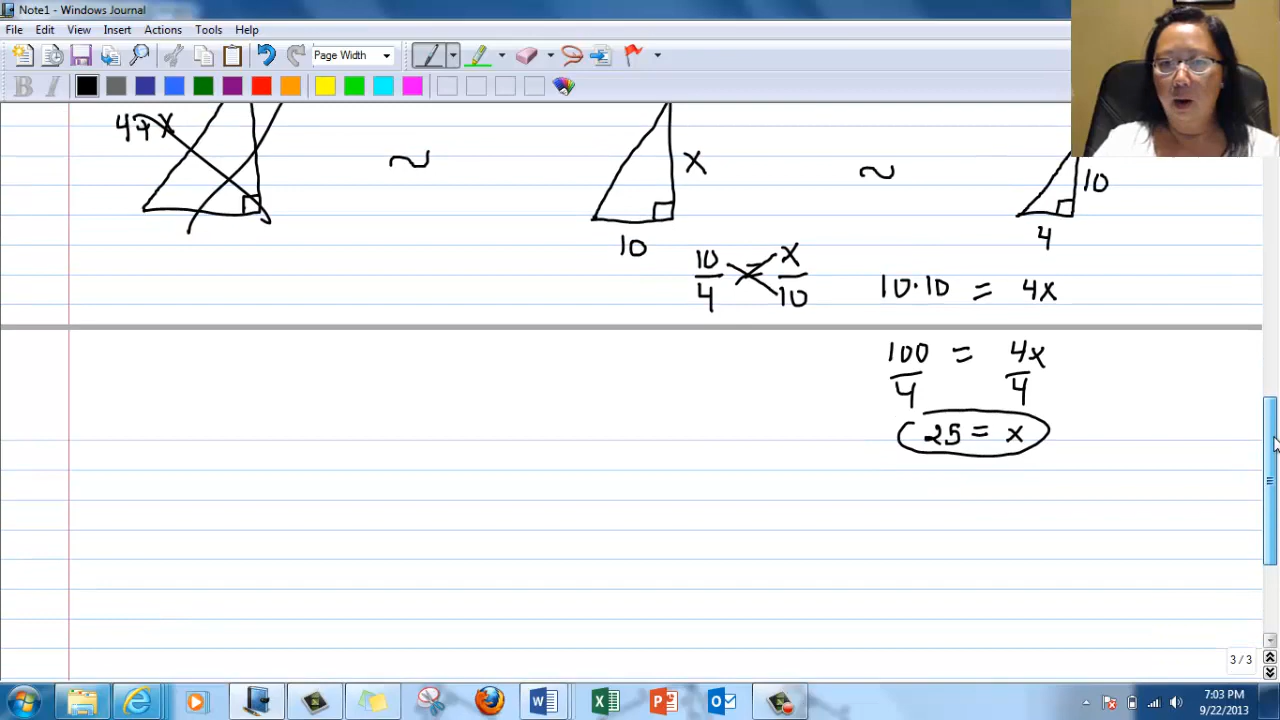 Note1 - Windows Journal
File Edit View Insert Actions Tools Help
Page Width
B I
4+x
~
x
~
10
10
4
10/4 = x/10
10·10 = 4x
100/4 = 4x/4
25 = x
3 / 3
7:03 PM
9/22/2013